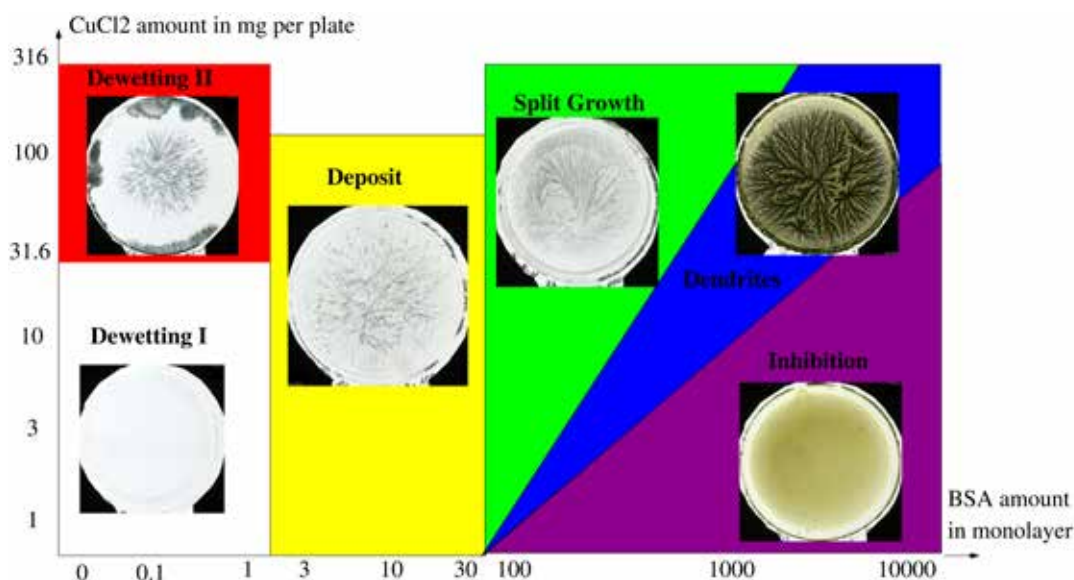 CuCl2 amount in mg per plate
316
Dewetting II
Split Growth
100
Deposit
31.6
Dendrites
10
Dewetting I
Inhibition
3
1
BSA amount
in monolayer
0 0.1 1 3 10 30 100 1000 10000